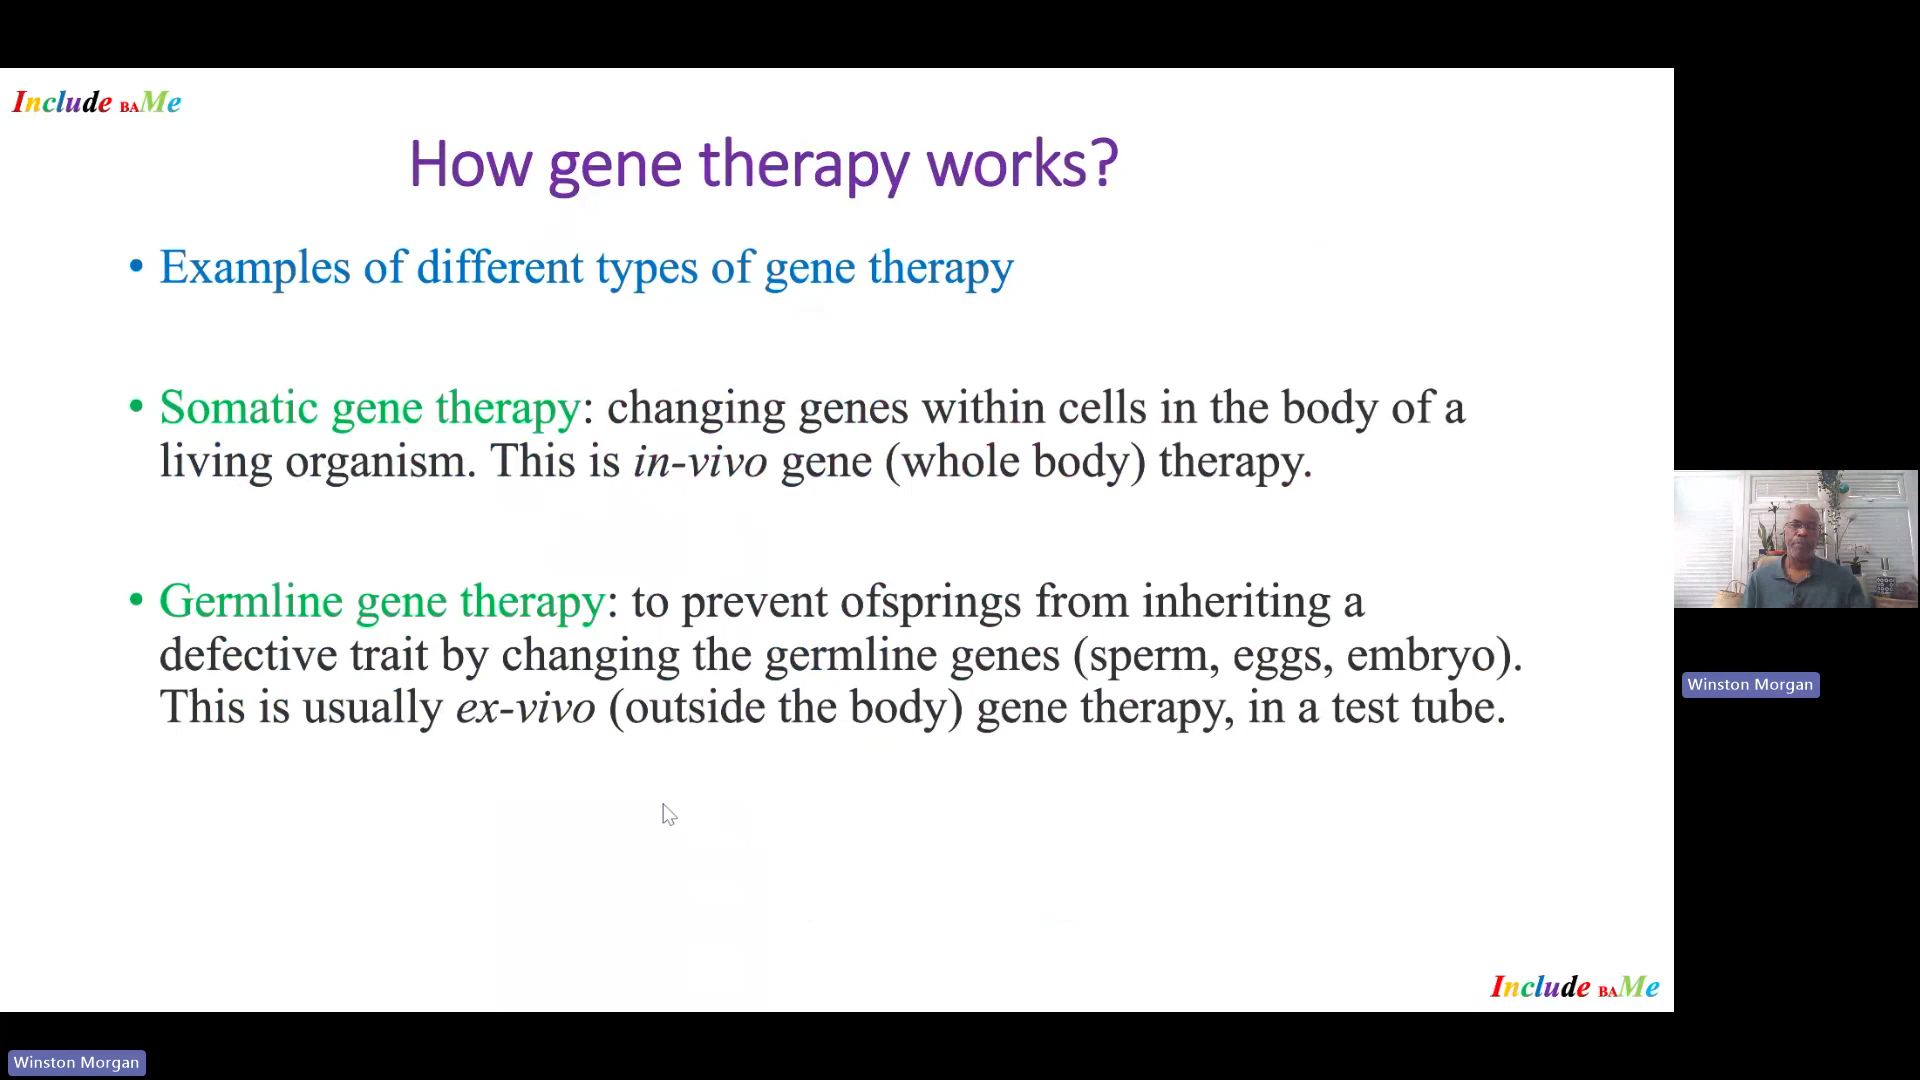 Include BAMe
How gene therapy works?
• Examples of different types of gene therapy
• Somatic gene therapy: changing genes within cells in the body of a
living organism. This is in-vivo gene (whole body) therapy.
• Germline gene therapy: to prevent ofsprings from inheriting a
defective trait by changing the germline genes (sperm, eggs, embryo).
This is usually ex-vivo (outside the body) gene therapy, in a test tube.
Winston Morgan
Include BAMe
Winston Morgan